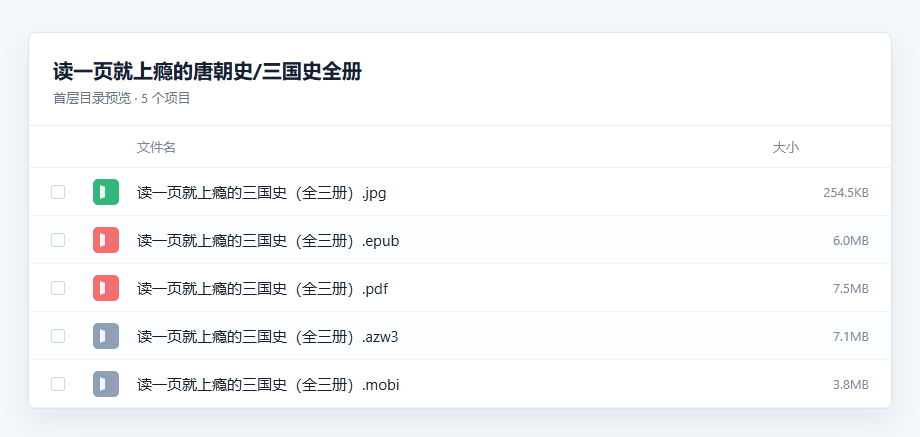 读一页就上瘾的唐朝史/三国史全册
首层目录预览 · 5 个项目
文件名 大小
读一页就上瘾的三国史（全三册）.jpg 254.5KB
读一页就上瘾的三国史（全三册）.epub 6.0MB
读一页就上瘾的三国史（全三册）.pdf 7.5MB
读一页就上瘾的三国史（全三册）.azw3 7.1MB
读一页就上瘾的三国史（全三册）.mobi 3.8MB